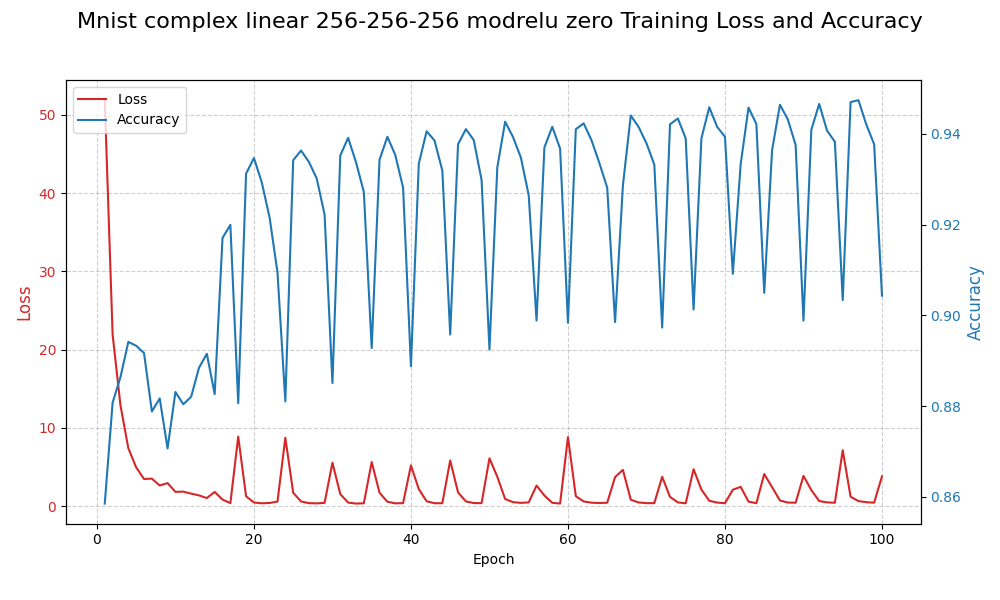 Mnist complex linear 256-256-256 modrelu zero Training Loss and Accuracy
Loss
Accuracy
50
40
30
20
10
0
Loss
0.94
0.92
0.90
0.88
0.86
Accuracy
0 20 40 60 80 100
Epoch